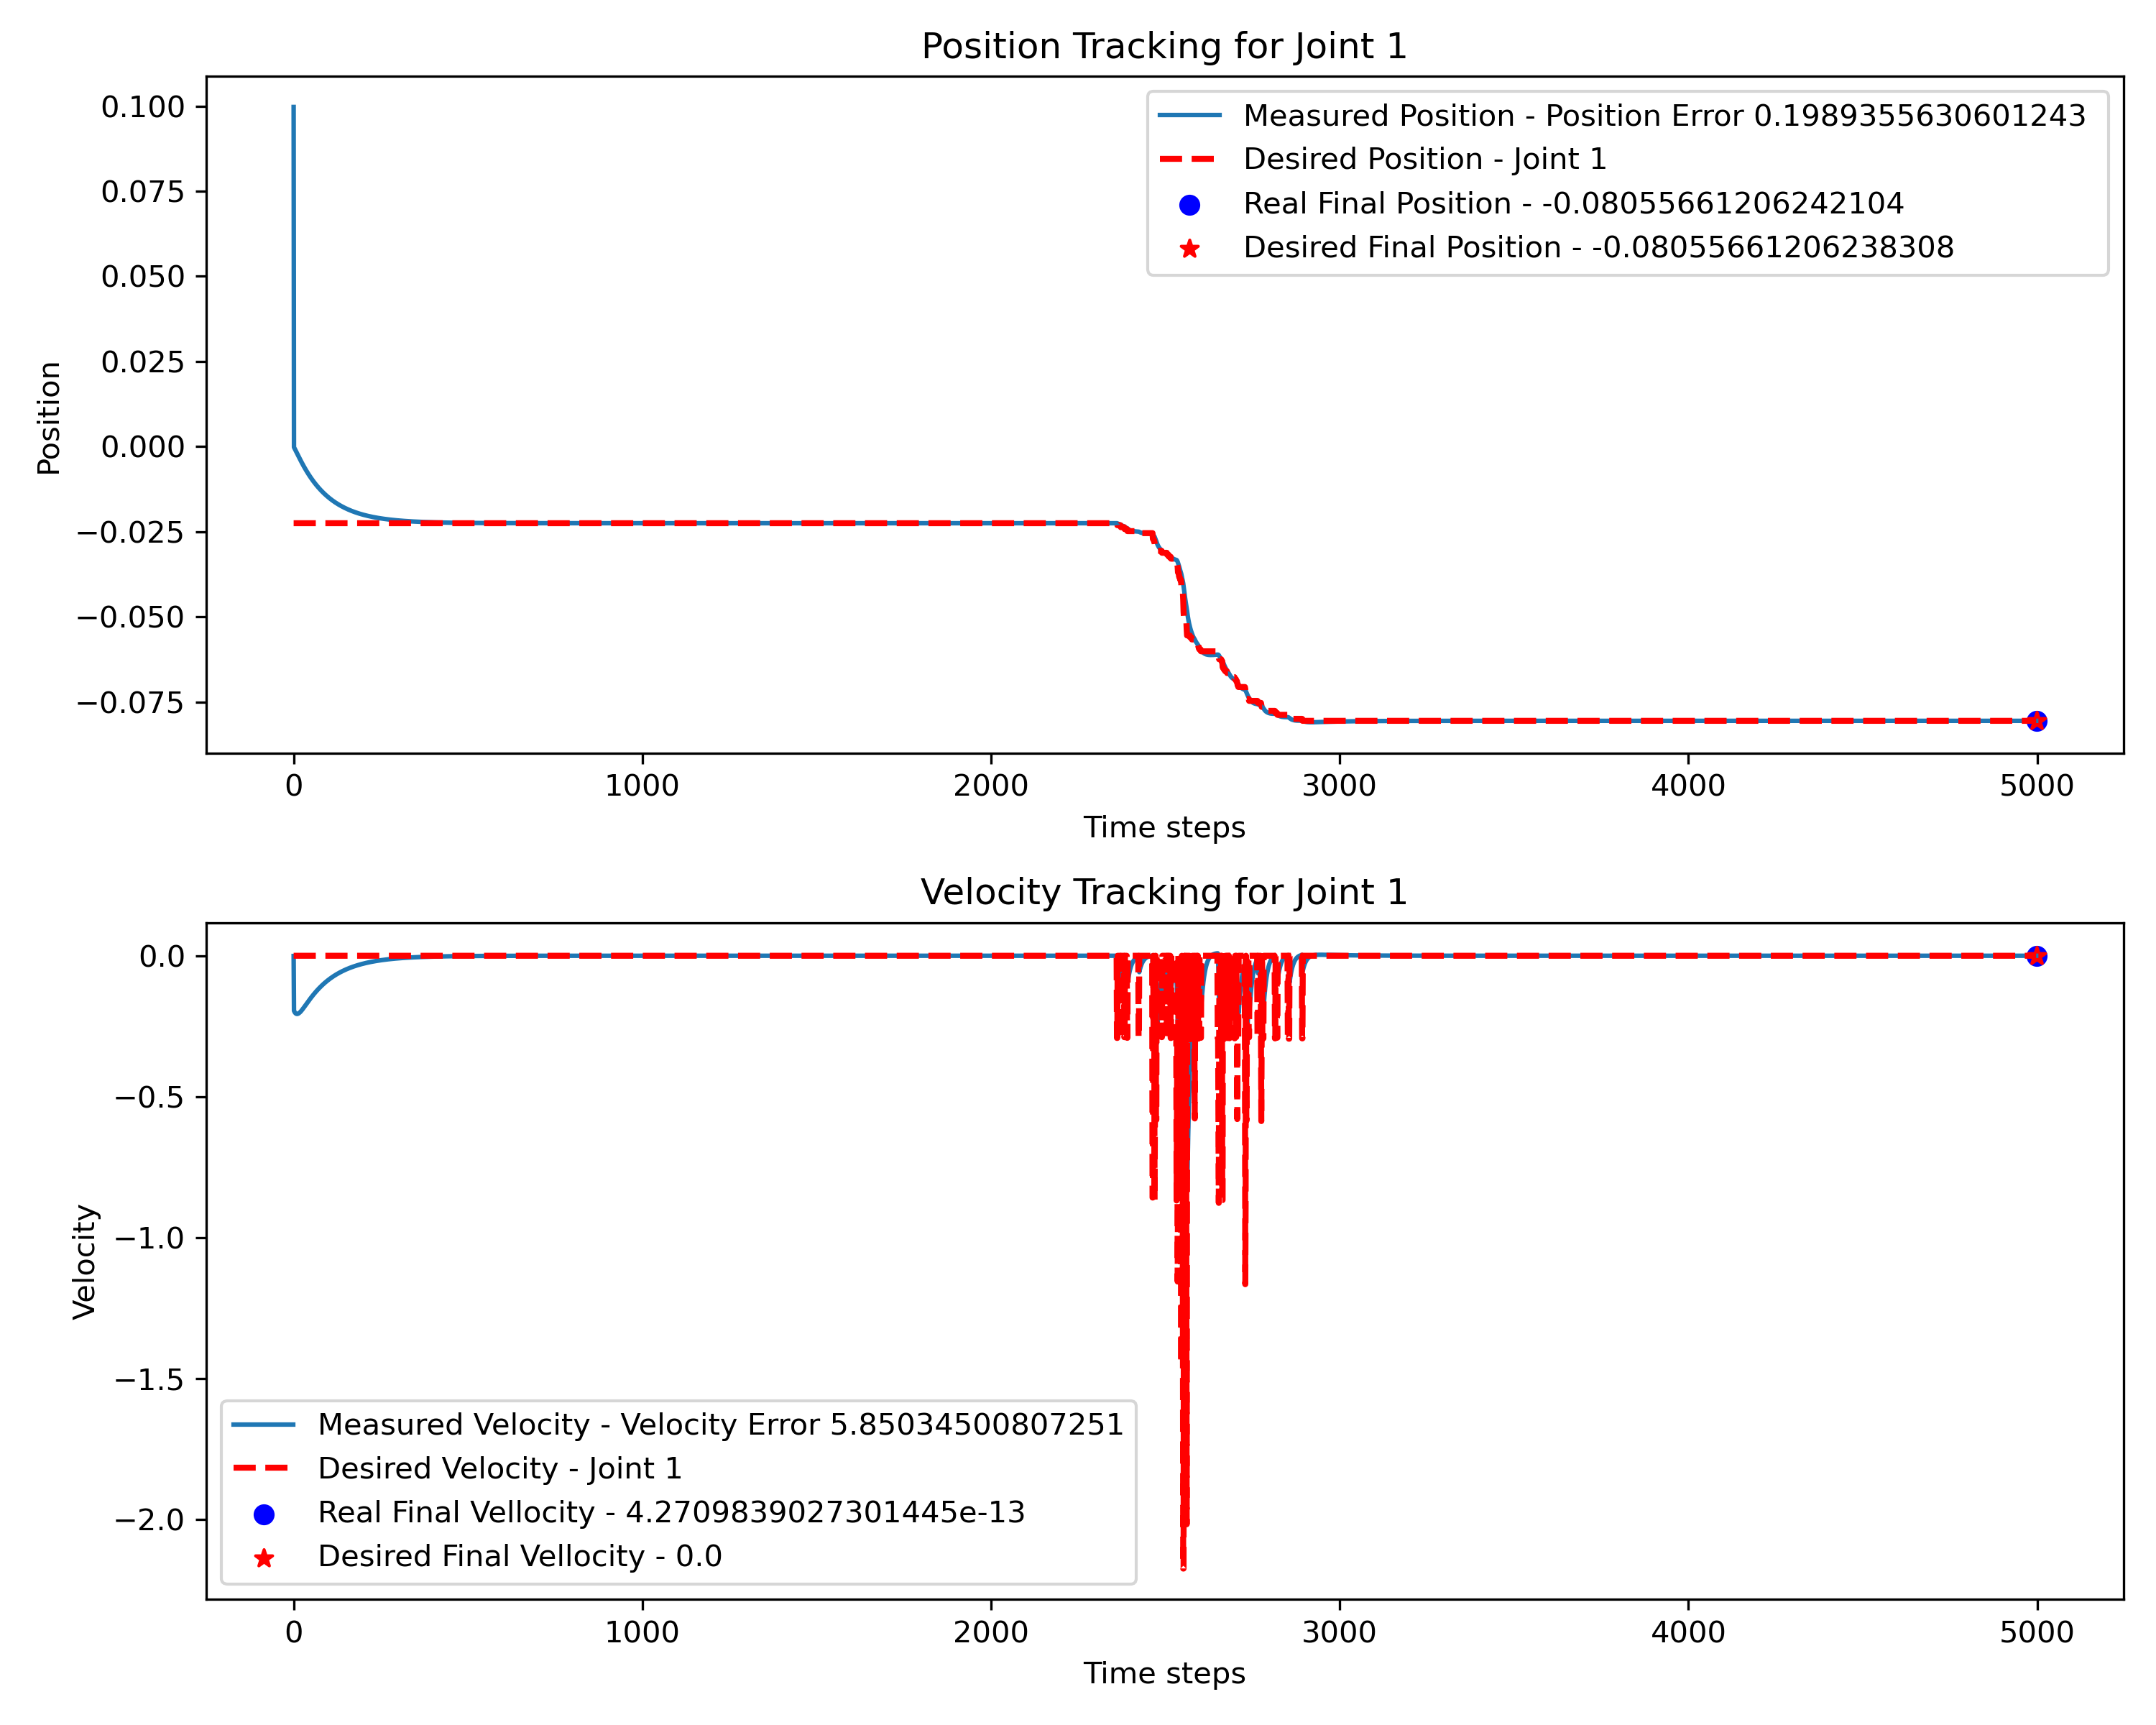 Position Tracking for Joint 1
Measured Position - Position Error 0.1989355630601243
Desired Position - Joint 1
Real Final Position - -0.08055661206242104
Desired Final Position - -0.08055661206238308
Position
0.100
0.075
0.050
0.025
0.000
−0.025
−0.050
−0.075
0 1000 2000 3000 4000 5000
Time steps
Velocity Tracking for Joint 1
Velocity
0.0
−0.5
−1.0
−1.5
−2.0
Measured Velocity - Velocity Error 5.85034500807251
Desired Velocity - Joint 1
Real Final Vellocity - 4.2709839027301445e-13
Desired Final Vellocity - 0.0
0 1000 2000 3000 4000 5000
Time steps